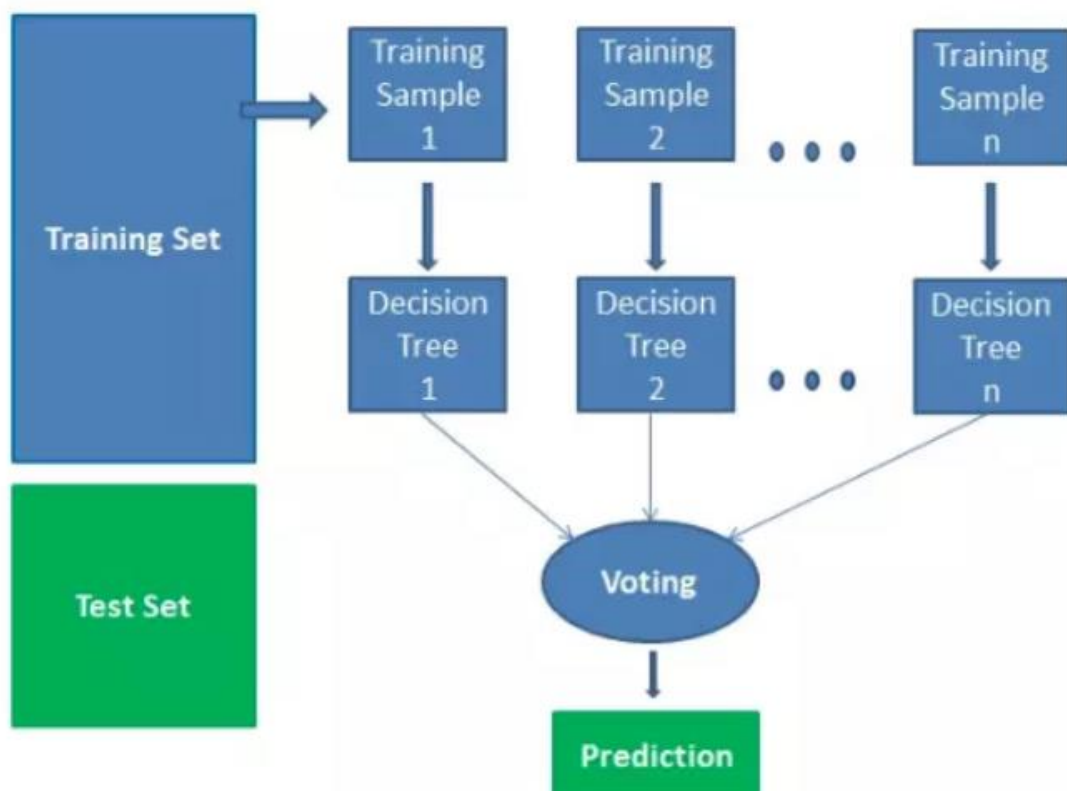 Training
Sample
1
Training
Sample
2
Training
Sample
n
Training Set
Decision
Tree
1
Decision
Tree
2
Decision
Tree
n
Test Set
Voting
Prediction